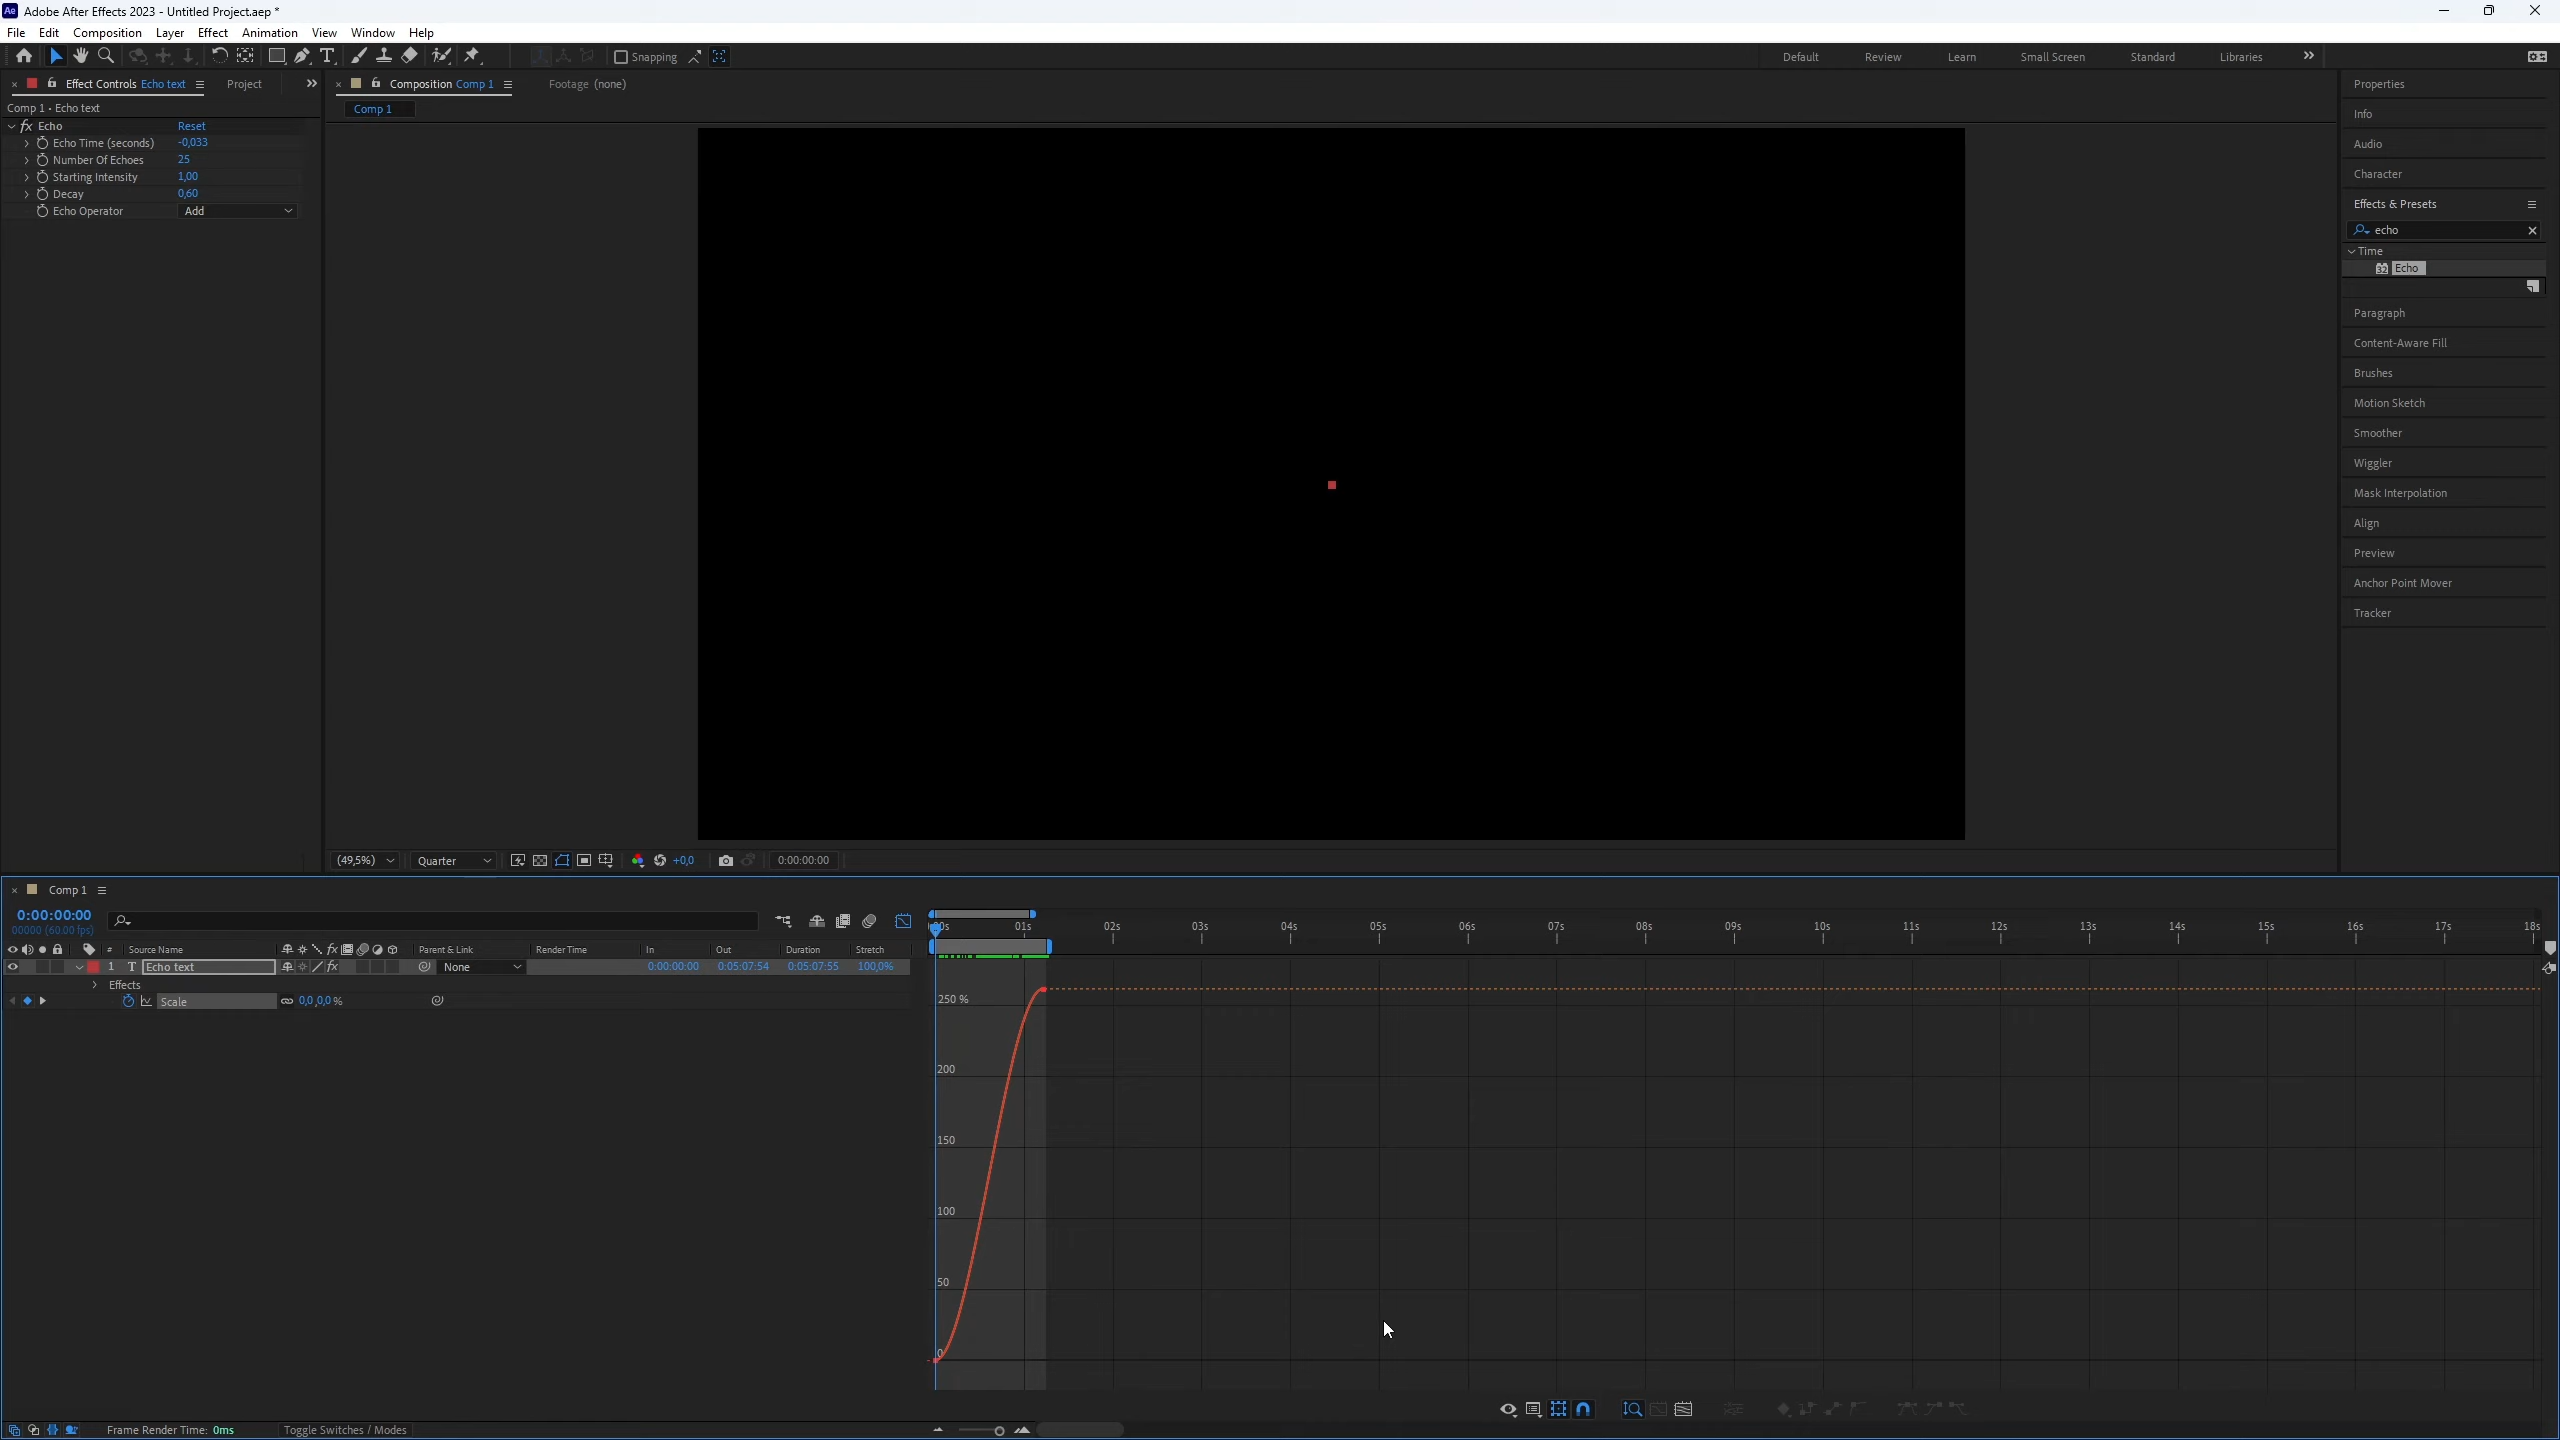 Ae Adobe After Effects 2023 - Untitled Project.aep *
File Edit Composition Layer Effect Animation View Window Help
Snapping Default Review Learn Small Screen Standard Libraries
Effect Controls Echo text Project
Comp 1 • Echo text
fx Echo Reset
Echo Time (seconds) -0,033
Number Of Echoes 25
Starting Intensity 1,00
Decay 0,60
Echo Operator Add
Composition Comp 1 Footage (none)
Comp 1
(49,5%) Quarter +0,0 0:00:00:00
Properties
Info
Audio
Character
Effects & Presets
echo
Time
32 Echo
Paragraph
Content-Aware Fill
Brushes
Motion Sketch
Smoother
Wiggler
Mask Interpolation
Align
Preview
Anchor Point Mover
Tracker
Comp 1
0:00:00:00
00000 (60.00 fps)
# Source Name fx Parent & Link Render Time In Out Duration Stretch
1 T Echo text fx None 0:00:00:00 0:05:07:54 0:05:07:55 100,0%
Effects
Scale 0,0,0,0 %
01s 02s 03s 04s 05s 06s 07s 08s 09s 10s 11s 12s 13s 14s 15s 16s 17s 18s
250 %
200
150
100
50
0
Frame Render Time: 0ms Toggle Switches / Modes